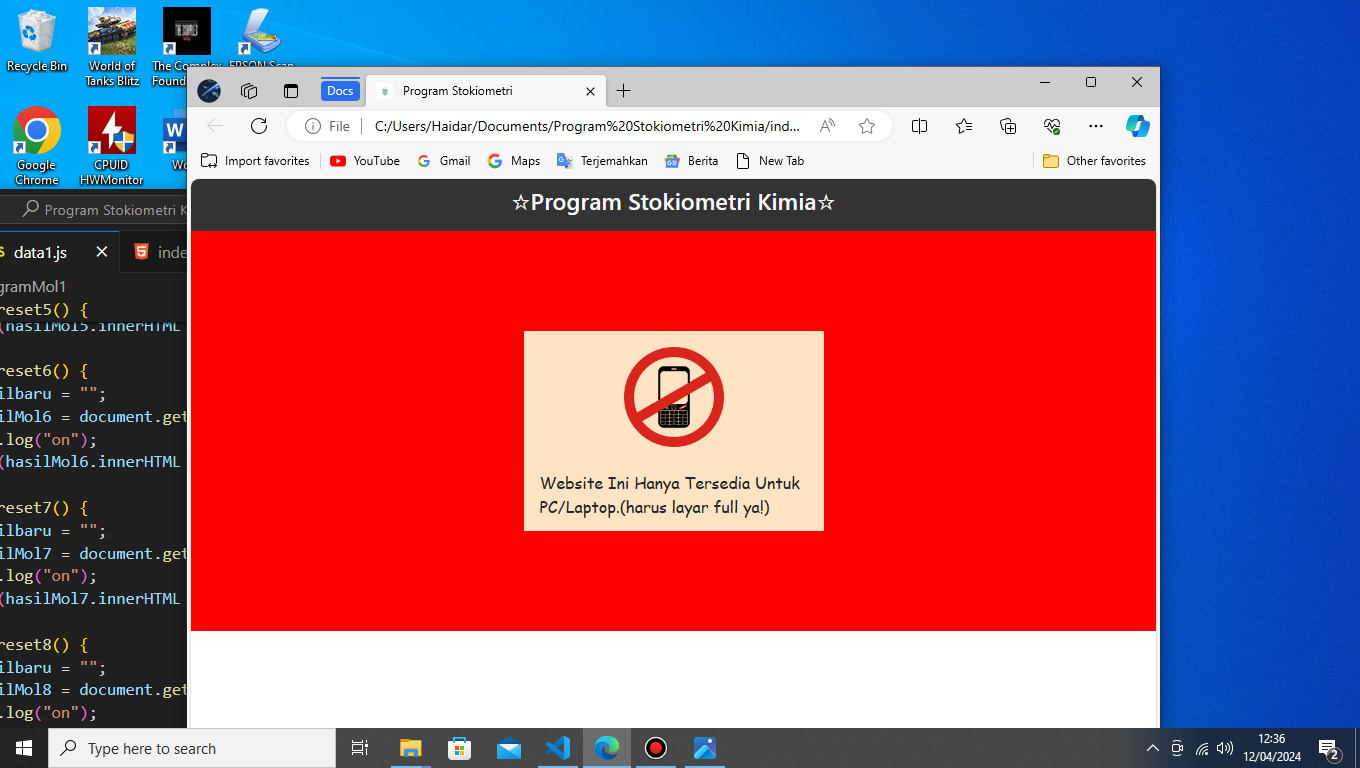 Recycle Bin
World of
Tanks Blitz
The Complex
Found
EPSON Scan
Google
Chrome
CPUID
HWMonitor
W
Wo
Docs
Program Stokiometri
File
C:/Users/Haidar/Documents/Program%20Stokiometri%20Kimia/ind...
Import favorites
YouTube
Gmail
Maps
Terjemahkan
Berita
New Tab
Other favorites
☆Program Stokiometri Kimia☆
Website Ini Hanya Tersedia Untuk
PC/Laptop.(harus layar full ya!)
Program Stokiometri K
data1.js
inde
gramMol1
reset5() {
(hasilMol5.innerHTML
reset6() {
ilbaru = "";
ilMol6 = document.get
.log("on");
(hasilMol6.innerHTML
reset7() {
ilbaru = "";
ilMol7 = document.get
.log("on");
(hasilMol7.innerHTML
reset8() {
ilbaru = "";
ilMol8 = document.get
.log("on");
Type here to search
12:36
12/04/2024
2